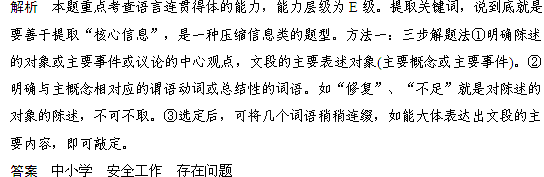 解析　本题重点考查语言连贯得体的能力，能力层级为 E 级。提取关键词，说到底就是
要善于提取“核心信息”，是一种压缩信息类的题型。方法一：三步解题法①明确陈述
的对象或主要事件或议论的中心观点，文段的主要表述对象(主要概念或主要事件)。②
明确与主概念相对应的谓语动词或总结性的词语。如“修复”、“不足”就是对陈述的
对象的陈述，不可不取。③选定后，可将几个词语稍稍连缀，如能大体表达出文段的主
要内容，即可敲定。
答案　中小学　安全工作　存在问题